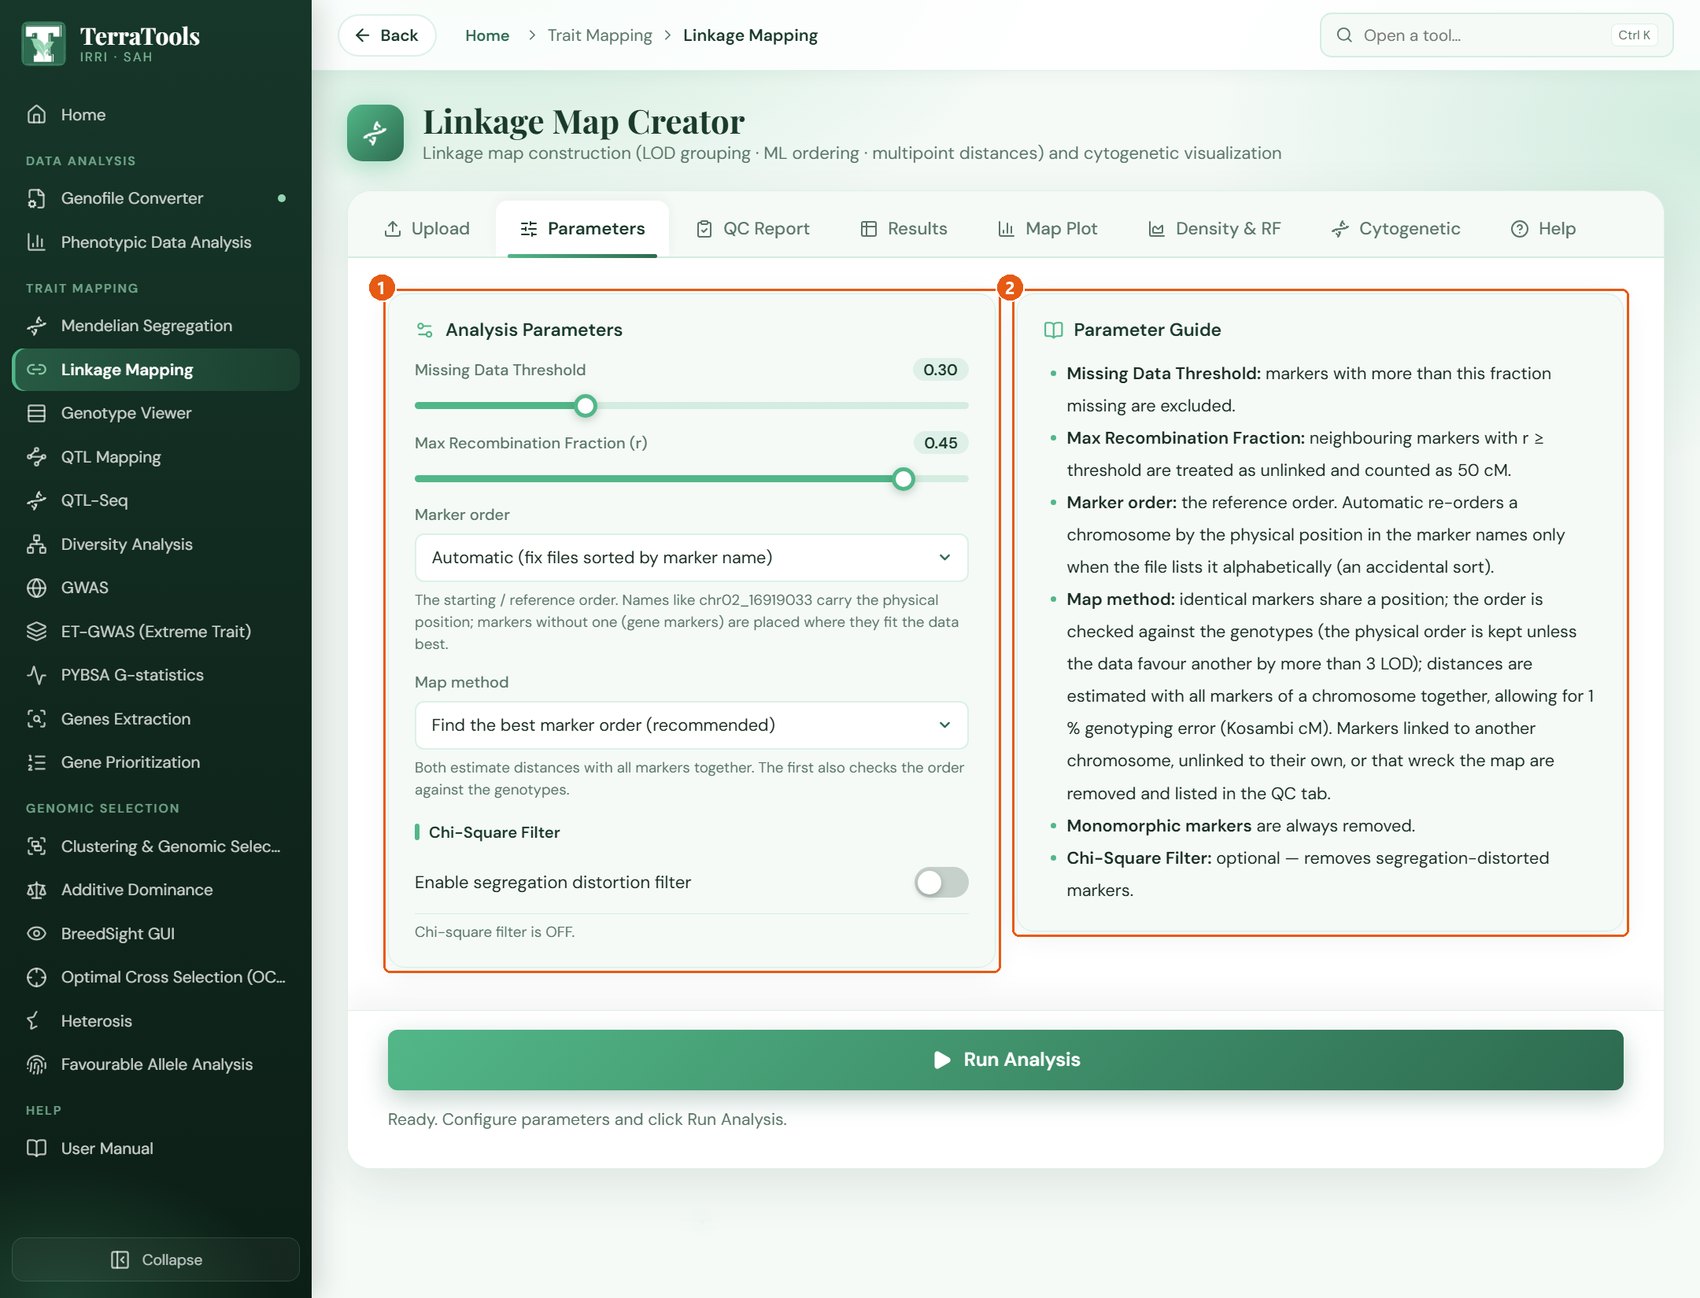 TerraTools
IRRI · SAH
Home
DATA ANALYSIS
Genofile Converter
Phenotypic Data Analysis
TRAIT MAPPING
Mendelian Segregation
Linkage Mapping
Genotype Viewer
QTL Mapping
QTL-Seq
Diversity Analysis
GWAS
ET-GWAS (Extreme Trait)
PYBSA G-statistics
Genes Extraction
Gene Prioritization
GENOMIC SELECTION
Clustering & Genomic Selec...
Additive Dominance
BreedSight GUI
Optimal Cross Selection (OC...
Heterosis
Favourable Allele Analysis
HELP
User Manual
Collapse
Back
Home > Trait Mapping > Linkage Mapping
Open a tool...
Ctrl K
Linkage Map Creator
Linkage map construction (LOD grouping · ML ordering · multipoint distances) and cytogenetic visualization
Upload
Parameters
QC Report
Results
Map Plot
Density & RF
Cytogenetic
Help
1
Analysis Parameters
Missing Data Threshold
0.30
Max Recombination Fraction (r)
0.45
Marker order
Automatic (fix files sorted by marker name)
The starting / reference order. Names like chr02_16919033 carry the physical
position; markers without one (gene markers) are placed where they fit the data
best.
Map method
Find the best marker order (recommended)
Both estimate distances with all markers together. The first also checks the order
against the genotypes.
Chi-Square Filter
Enable segregation distortion filter
Chi-square filter is OFF.
2
Parameter Guide
• Missing Data Threshold: markers with more than this fraction
missing are excluded.
• Max Recombination Fraction: neighbouring markers with r ≥
threshold are treated as unlinked and counted as 50 cM.
• Marker order: the reference order. Automatic re-orders a
chromosome by the physical position in the marker names only
when the file lists it alphabetically (an accidental sort).
• Map method: identical markers share a position; the order is
checked against the genotypes (the physical order is kept unless
the data favour another by more than 3 LOD); distances are
estimated with all markers of a chromosome together, allowing for 1
% genotyping error (Kosambi cM). Markers linked to another
chromosome, unlinked to their own, or that wreck the map are
removed and listed in the QC tab.
• Monomorphic markers are always removed.
• Chi-Square Filter: optional — removes segregation-distorted
markers.
Run Analysis
Ready. Configure parameters and click Run Analysis.